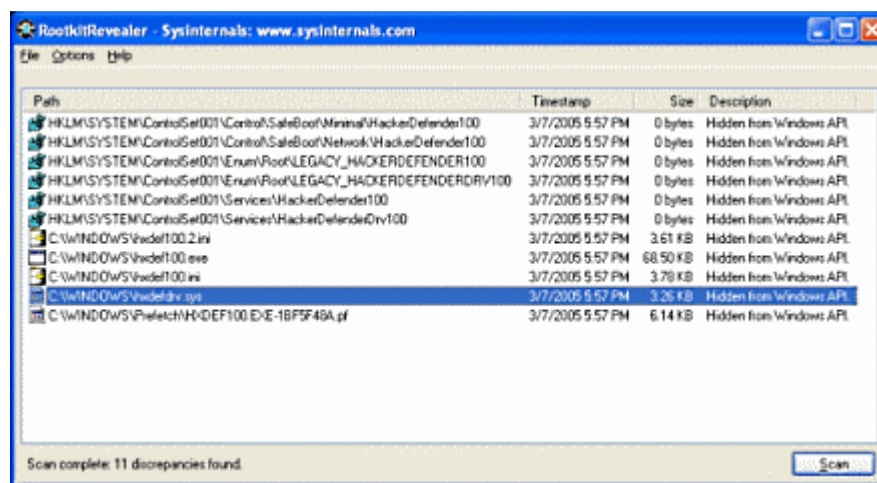 RootkitRevealer - Sysinternals: www.sysinternals.com
File Options Help
Path Timestamp Size Description
HKLM\SYSTEM\ControlSet001\Control\SafeBoot\Minimal\HackerDefender100 3/7/2005 5:57 PM 0 bytes Hidden from Windows API.
HKLM\SYSTEM\ControlSet001\Control\SafeBoot\Network\HackerDefender100 3/7/2005 5:57 PM 0 bytes Hidden from Windows API.
HKLM\SYSTEM\ControlSet001\Enum\Root\LEGACY_HACKERDEFENDER100 3/7/2005 5:57 PM 0 bytes Hidden from Windows API.
HKLM\SYSTEM\ControlSet001\Enum\Root\LEGACY_HACKERDEFENDERDRV100 3/7/2005 5:57 PM 0 bytes Hidden from Windows API.
HKLM\SYSTEM\ControlSet001\Services\HackerDefender100 3/7/2005 5:57 PM 0 bytes Hidden from Windows API.
HKLM\SYSTEM\ControlSet001\Services\HackerDefenderDrv100 3/7/2005 5:57 PM 0 bytes Hidden from Windows API.
C:\WINDOWS\hxdef100.2.ini 3/7/2005 5:57 PM 3.61 KB Hidden from Windows API.
C:\WINDOWS\hxdef100.exe 3/7/2005 5:57 PM 68.50 KB Hidden from Windows API.
C:\WINDOWS\hxdef100.ini 3/7/2005 5:57 PM 3.78 KB Hidden from Windows API.
C:\WINDOWS\hxdefdrv.sys 3/7/2005 5:57 PM 3.26 KB Hidden from Windows API.
C:\WINDOWS\Prefetch\HXDEF100.EXE-1BF5F48A.pf 3/7/2005 5:57 PM 6.14 KB Hidden from Windows API.
Scan complete: 11 discrepancies found.
Scan